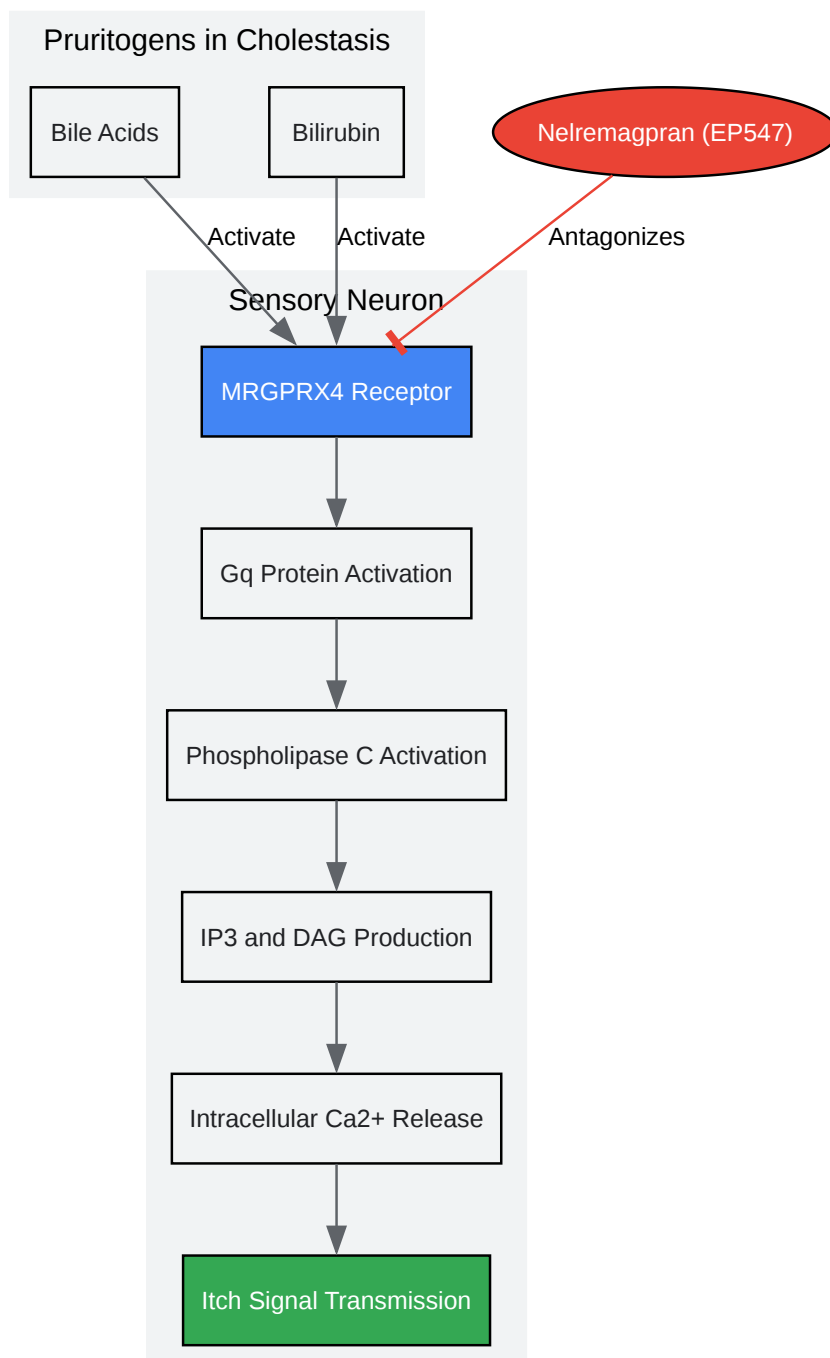 Pruritogens in Cholestasis
Bile Acids
Bilirubin
Nelremagpran (EP547)
Activate
Activate
Antagonizes
Sensory Neuron
MRGPRX4 Receptor
Gq Protein Activation
Phospholipase C Activation
IP3 and DAG Production
Intracellular Ca2+ Release
Itch Signal Transmission